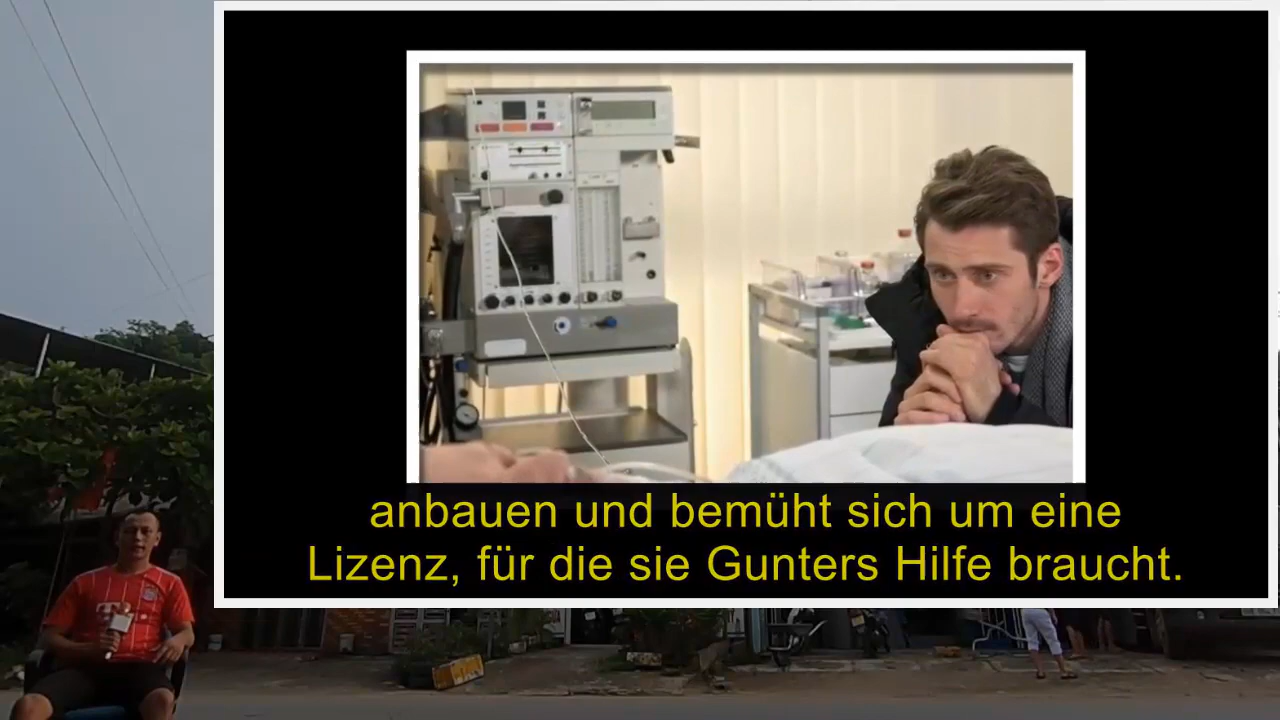 anbauen und bemüht sich um eine
Lizenz, für die sie Gunters Hilfe braucht.